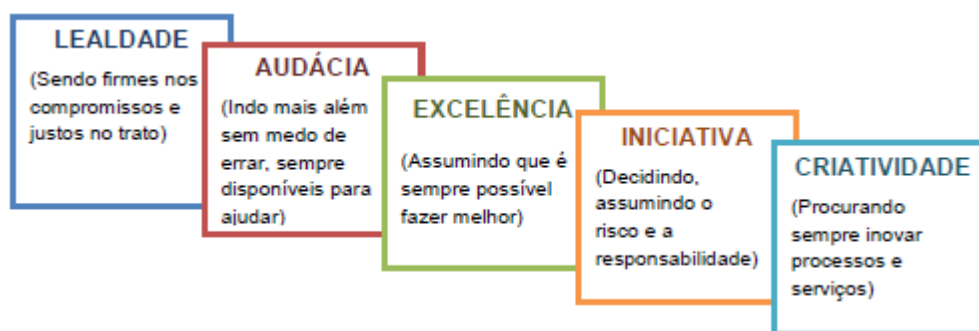 LEALDADE
(Sendo firmes nos
compromissos e
justos no trato)
AUDÁCIA
(Indo mais além
sem medo de
errar, sempre
disponíveis para
ajudar)
EXCELÊNCIA
(Assumindo que é
sempre possível
fazer melhor)
INICIATIVA
(Decidindo,
assumindo o
risco e a
responsabilidade)
CRIATIVIDADE
(Procurando
sempre inovar
processos e
serviços)